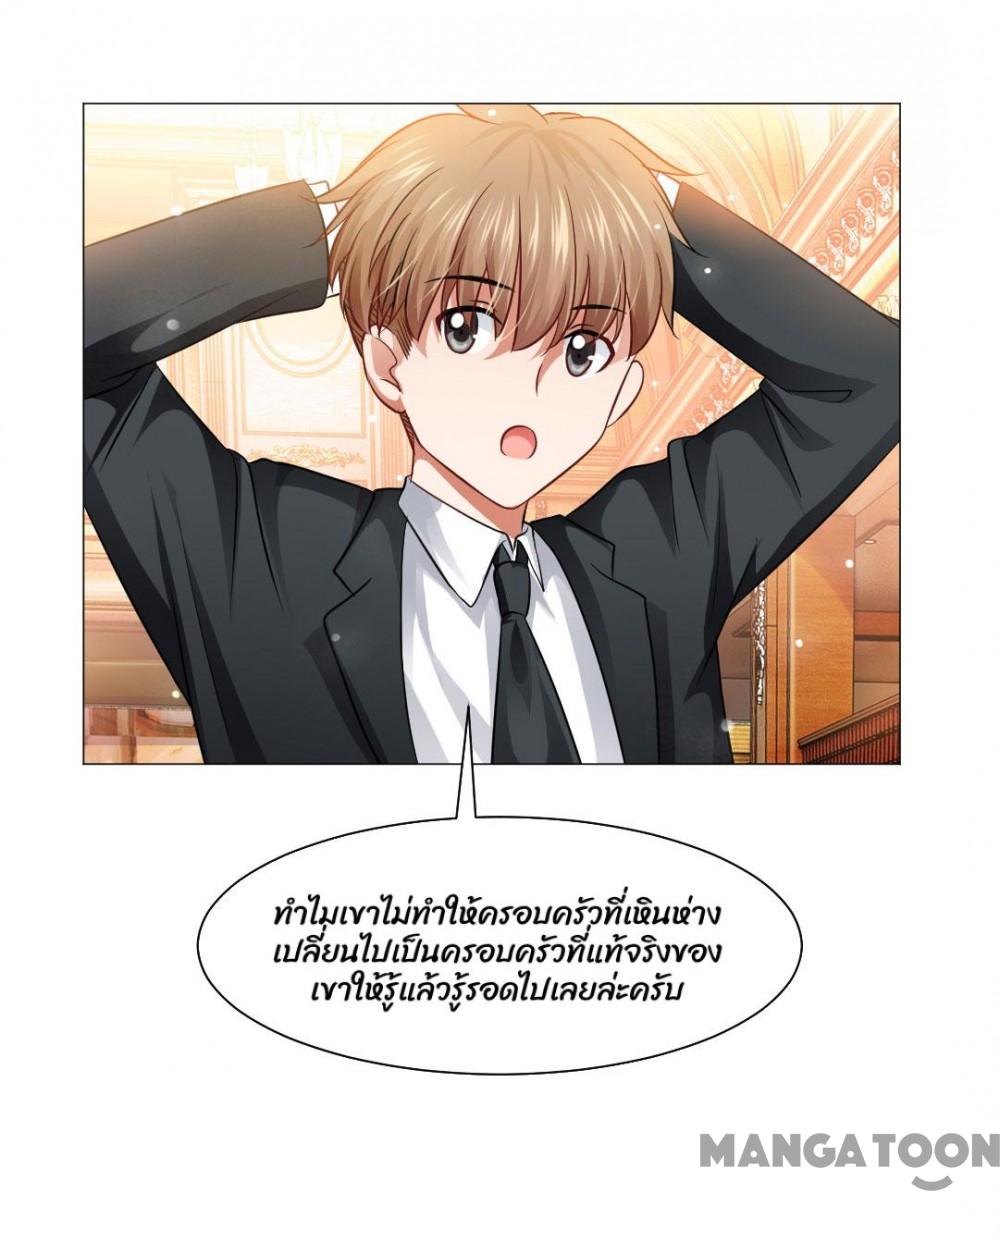 ทำไมเขาไม่ทำให้ครอบครัวที่เหินห่าง
เปลี่ยนไปเป็นครอบครัวที่แท้จริงของ
เขาให้รู้แล้วรู้รอดไปเลยล่ะครับ
MANGATOON